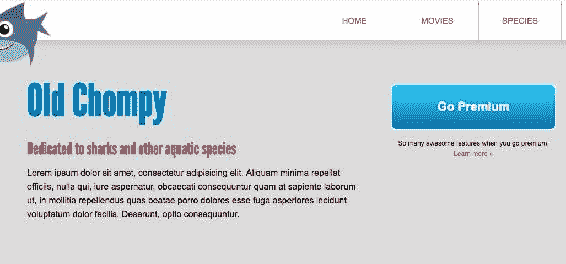 HOME MOVIES SPECIES
Old Chompy
Go Premium
Dedicated to sharks and other aquatic species
So many awesome features when you go premium.
Learn more »
Lorem ipsum dolor sit amet, consectetur adipisicing elit. Aliquam minima repellat
officiis, nulla qui, iure aspernatur, obcaecati consequuntur quam at sapiente laborum
ut, in mollitia repellendus quas beatae porro dolores esse fuga asperiores incidunt
voluptatum dolor facilis. Deserunt, optio consequuntur.